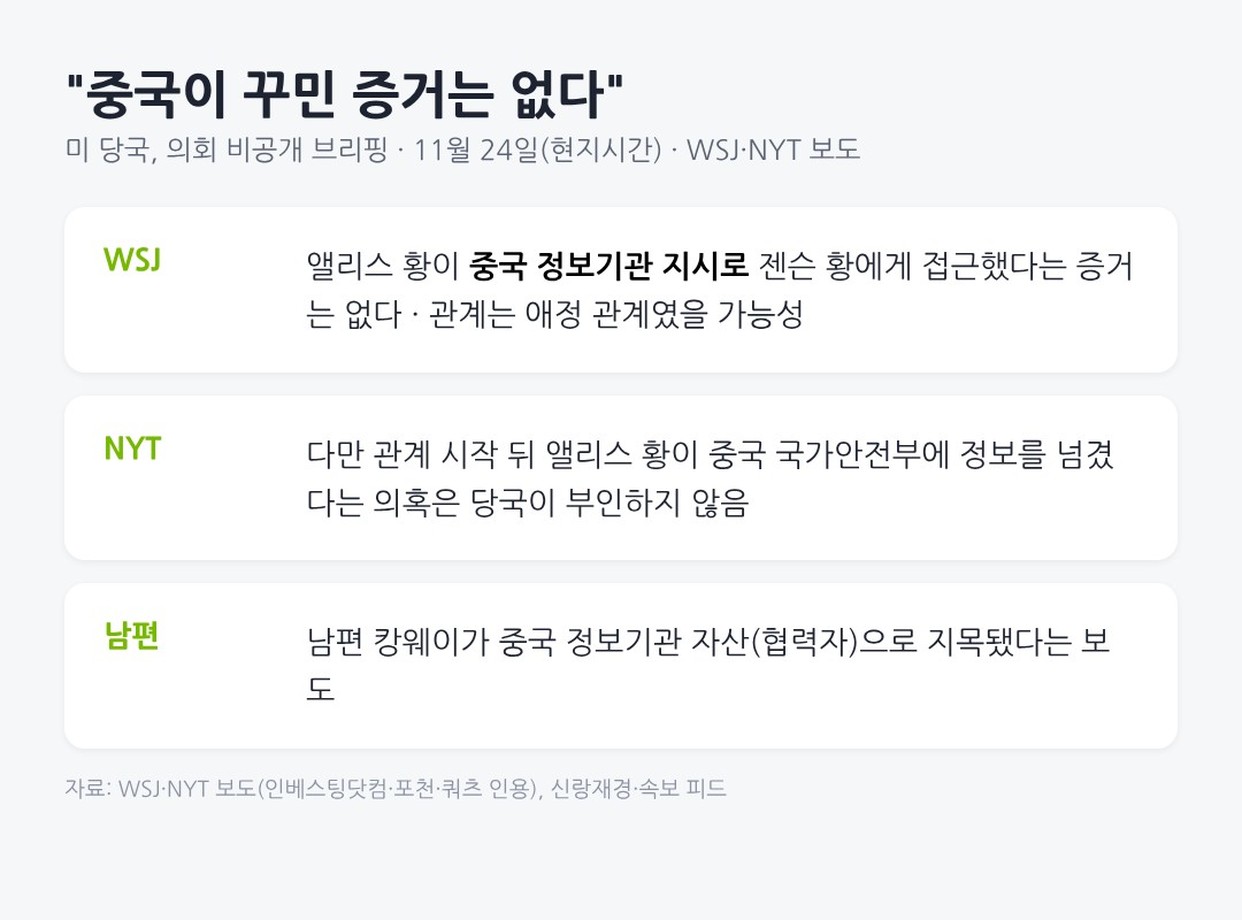 "중국이 꾸민 증거는 없다"
미 당국, 의회 비공개 브리핑 · 11월 24일(현지시간) · WSJ·NYT 보도
WSJ
앨리스 황이 중국 정보기관 지시로 젠슨 황에게 접근했다는 증거
는 없다 · 관계는 애정 관계였을 가능성
NYT
다만 관계 시작 뒤 앨리스 황이 중국 국가안전부에 정보를 넘겼
다는 의혹은 당국이 부인하지 않음
남편
남편 캉웨이가 중국 정보기관 자산(협력자)으로 지목됐다는 보
도
자료: WSJ·NYT 보도(인베스팅닷컴·포천·쿼츠 인용), 신랑재경·속보 피드